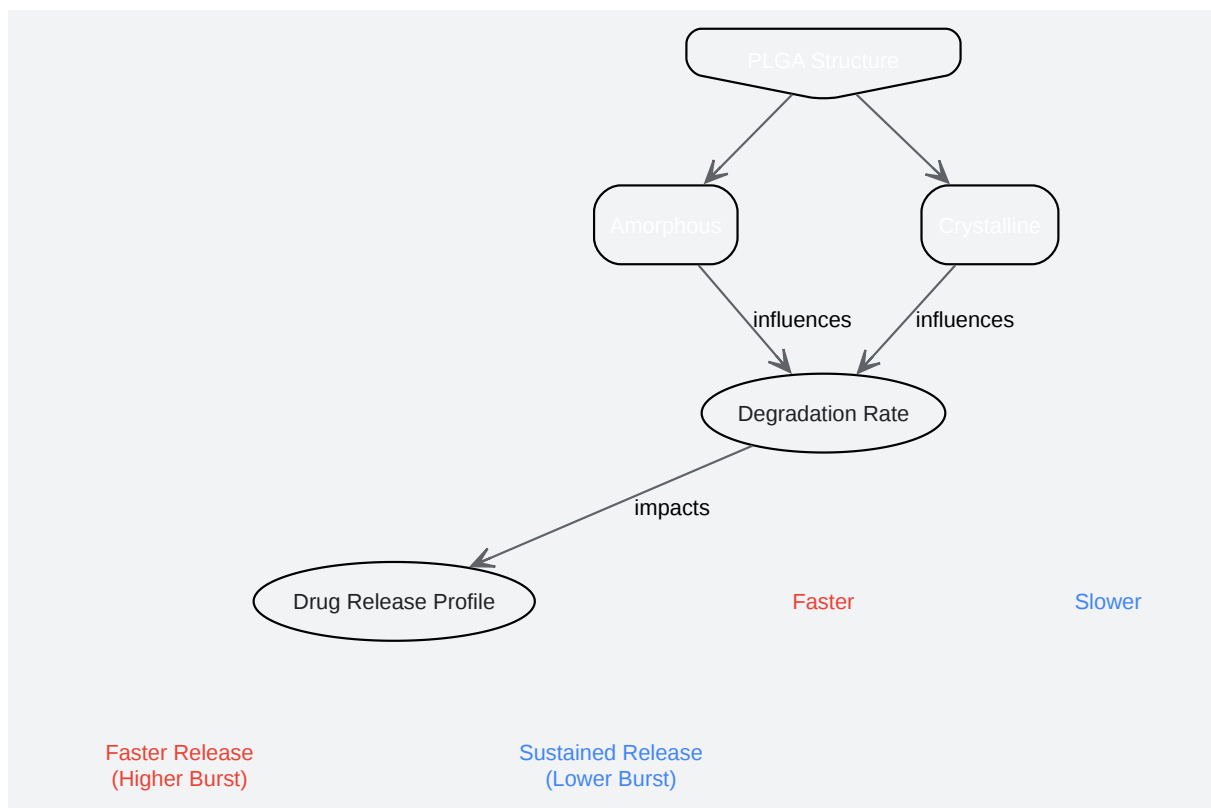 PLGA Structure
Amorphous
Crystalline
influences
influences
Degradation Rate
impacts
Drug Release Profile
Faster
Slower
Faster Release
(Higher Burst)
Sustained Release
(Lower Burst)